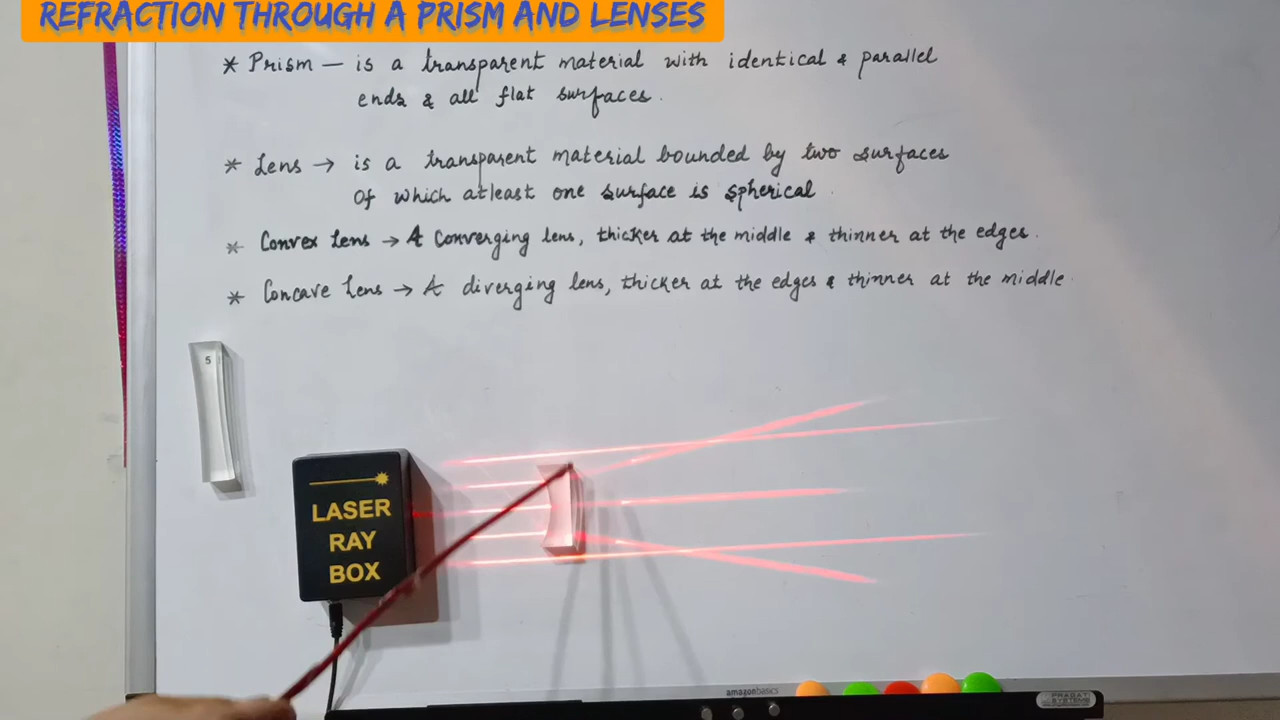 REFRACTION THROUGH A PRISM AND LENSES
* Prism — is a transparent material with identical & parallel
ends & all flat surfaces.
* Lens → is a transparent material bounded by two surfaces
Of which atleast one surface is spherical.
* Convex Lens → A Converging lens, thicker at the middle & thinner at the edges.
* Concave Lens → A diverging lens, thicker at the edges & thinner at the middle.
5
LASER
RAY
BOX
amazonbasics
PRAGAT
SYSTEMS